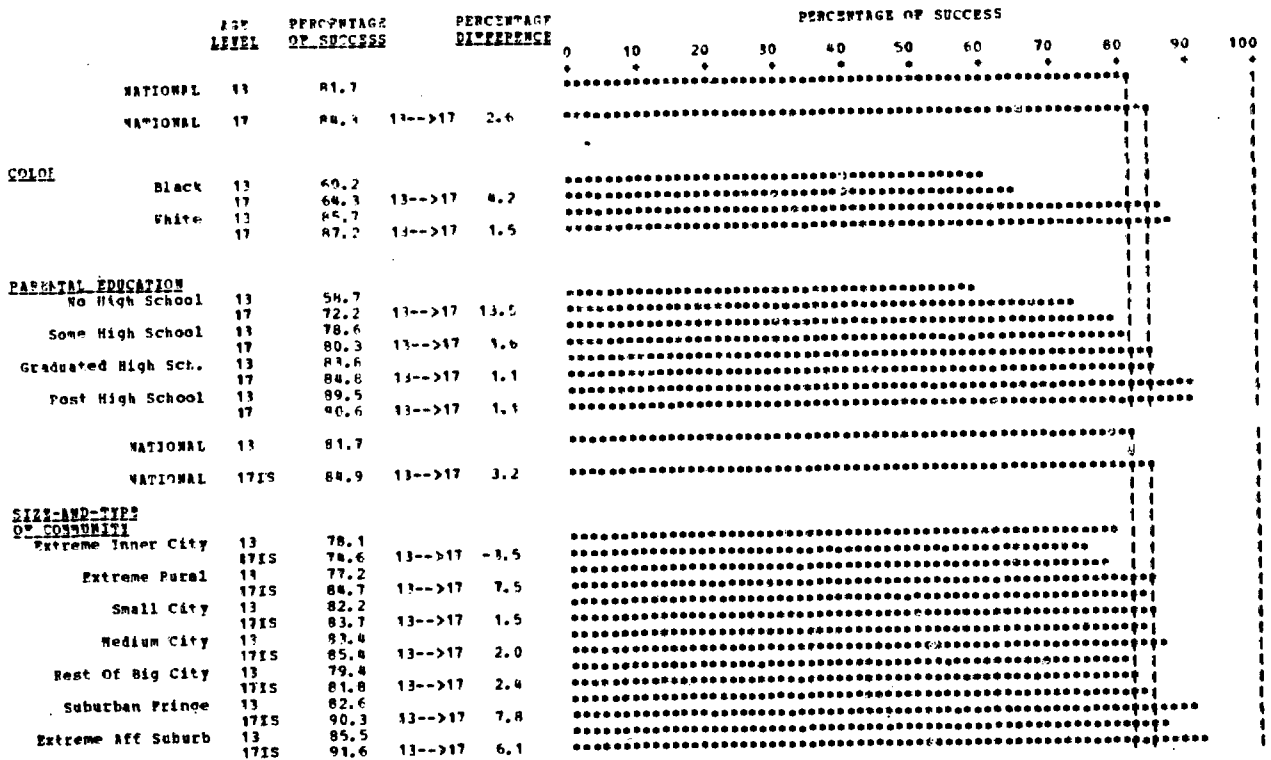 AGE PERCENTAGE PERCENTAGE PERCENTAGE OF SUCCESS
LEVEL OF SUCCESS DIFFERENCE
0 10 20 30 40 50 60 70 80 90 100
NATIONAL 13 81.7
NATIONAL 17 84.3 13-->17 2.6
COLOR
Black 13 60.2
17 64.3 13-->17 4.2
White 13 85.7
17 87.2 13-->17 1.5
PARENTAL EDUCATION
No High School 13 58.7
17 72.2 13-->17 13.5
Some High School 13 78.6
17 80.3 13-->17 1.6
Graduated High Sch. 13 83.6
17 84.8 13-->17 1.1
Post High School 13 89.5
17 90.6 13-->17 1.1
NATIONAL 13 81.7
NATIONAL 17IS 84.9 13-->17 3.2
SIZE-AND-TYPE
OF COMMUNITY
Extreme Inner City 13 78.1
17IS 74.6 13-->17 -3.5
Extreme Rural 13 77.2
17IS 84.7 13-->17 7.5
Small City 13 82.2
17IS 83.7 13-->17 1.5
Medium City 13 83.4
17IS 85.4 13-->17 2.0
Rest Of Big City 13 79.4
17IS 81.8 13-->17 2.4
Suburban Fringe 13 82.6
17IS 90.3 13-->17 7.8
Extreme Aff Suburb 13 85.5
17IS 91.6 13-->17 6.1